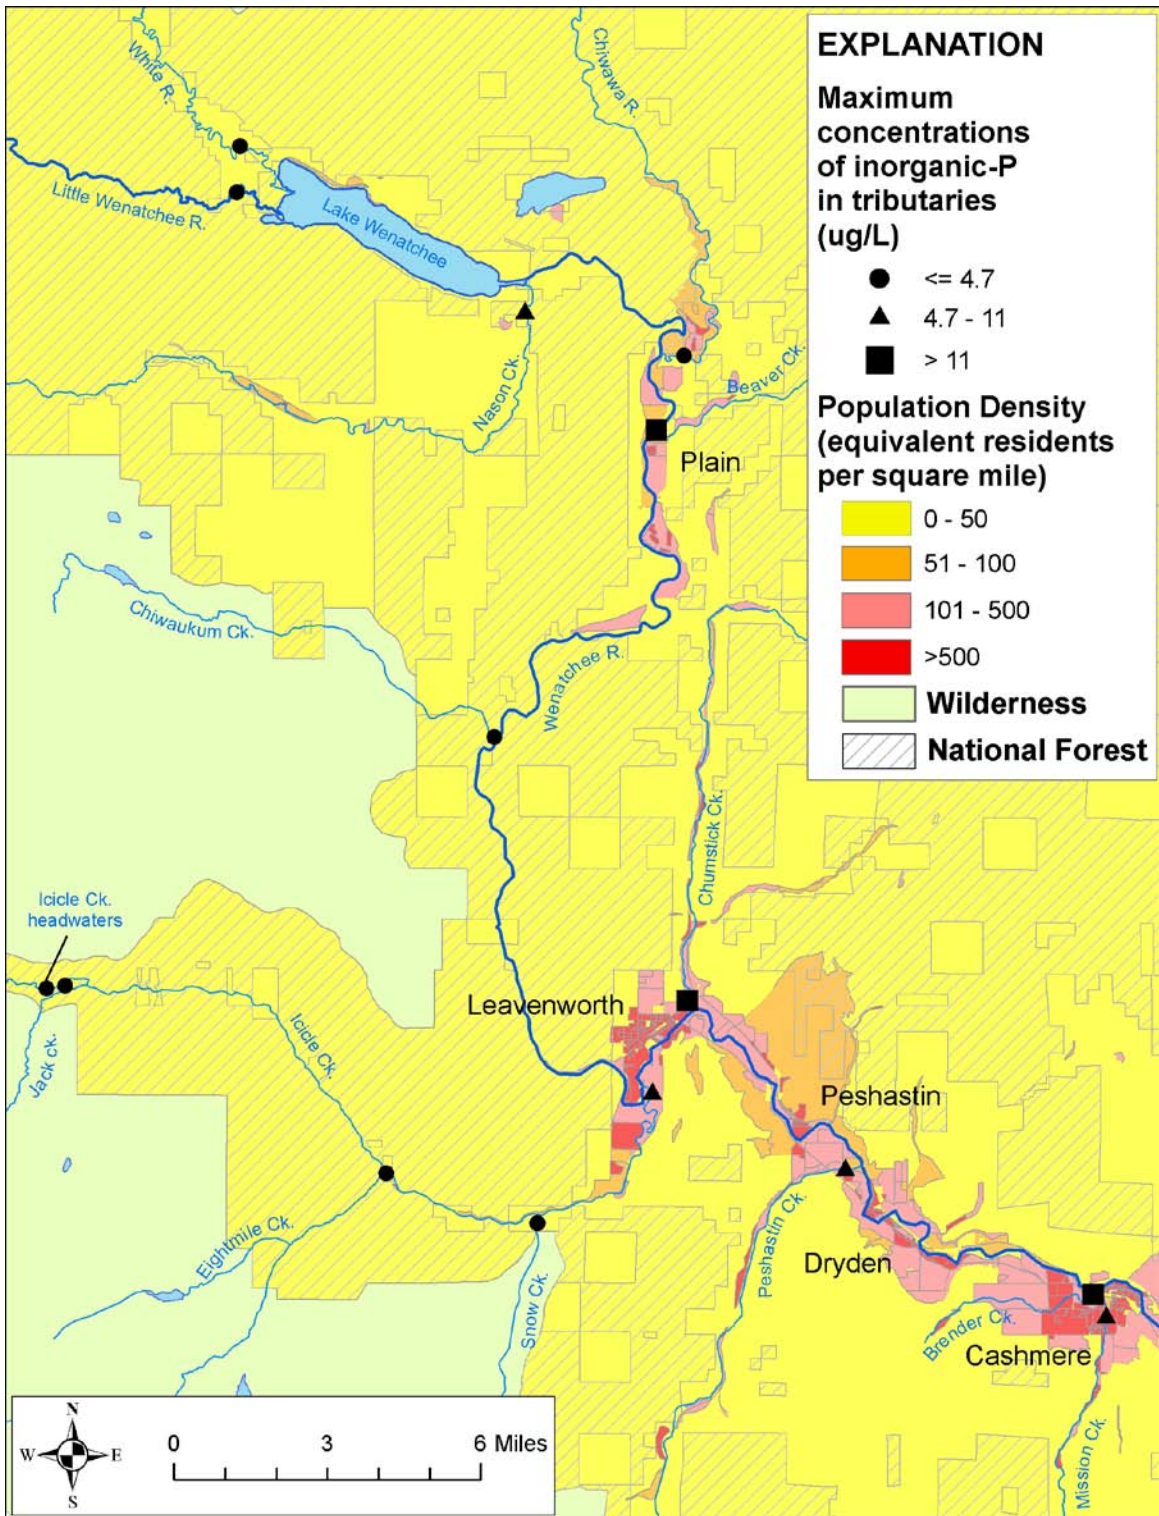 EXPLANATION
Maximum
concentrations
of inorganic-P
in tributaries
(ug/L)
<= 4.7
4.7 - 11
> 11
Population Density
(equivalent residents
per square mile)
0 - 50
51 - 100
101 - 500
>500
Wilderness
National Forest
White R.
Chiwawa R.
Little Wenatchee R.
Lake Wenatchee
Nason Ck.
Beaver Ck.
Plain
Chiwaukum Ck.
Wenatchee R.
Chumstick Ck.
Icicle Ck.
headwaters
Leavenworth
Jack ck.
Icicle Ck.
Peshastin
Eightmile Ck.
Snow Ck.
Peshastin Ck.
Dryden
Brender Ck.
Cashmere
Mission Ck.
N
W
E
S
0 3 6 Miles